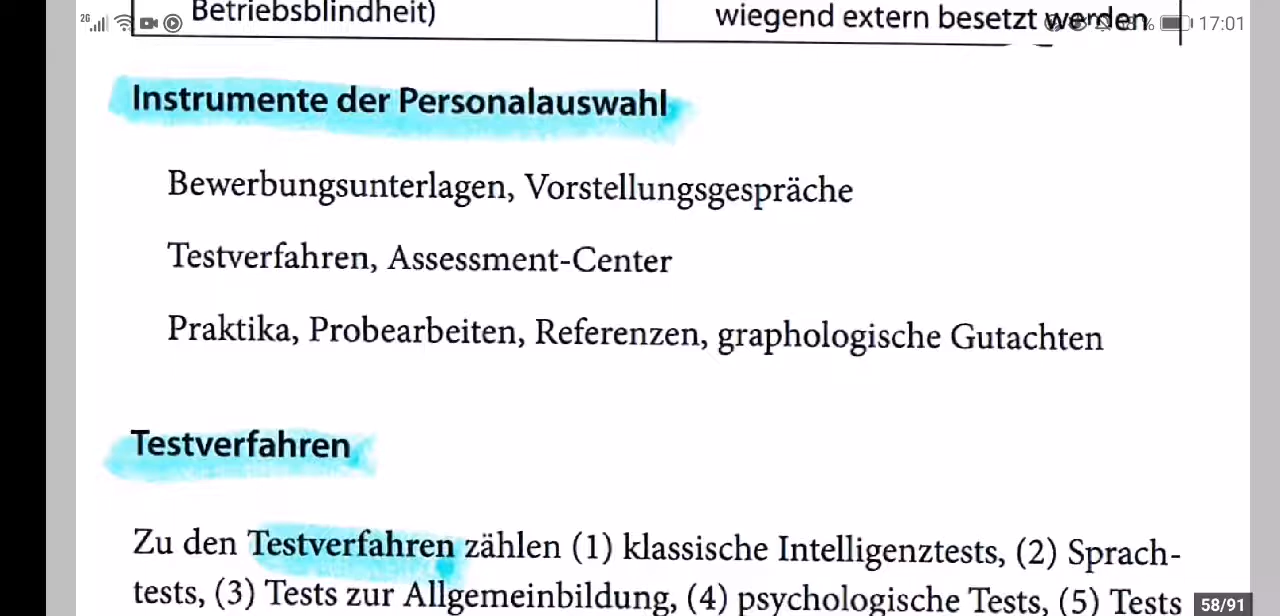 Betriebsblindheit)
wiegend extern besetzt werden
2G
17:01
Instrumente der Personalauswahl
Bewerbungsunterlagen, Vorstellungsgespräche
Testverfahren, Assessment-Center
Praktika, Probearbeiten, Referenzen, graphologische Gutachten
Testverfahren
Zu den Testverfahren zählen (1) klassische Intelligenztests, (2) Sprach-
tests, (3) Tests zur Allgemeinbildung, (4) psychologische Tests, (5) Tests
58/91